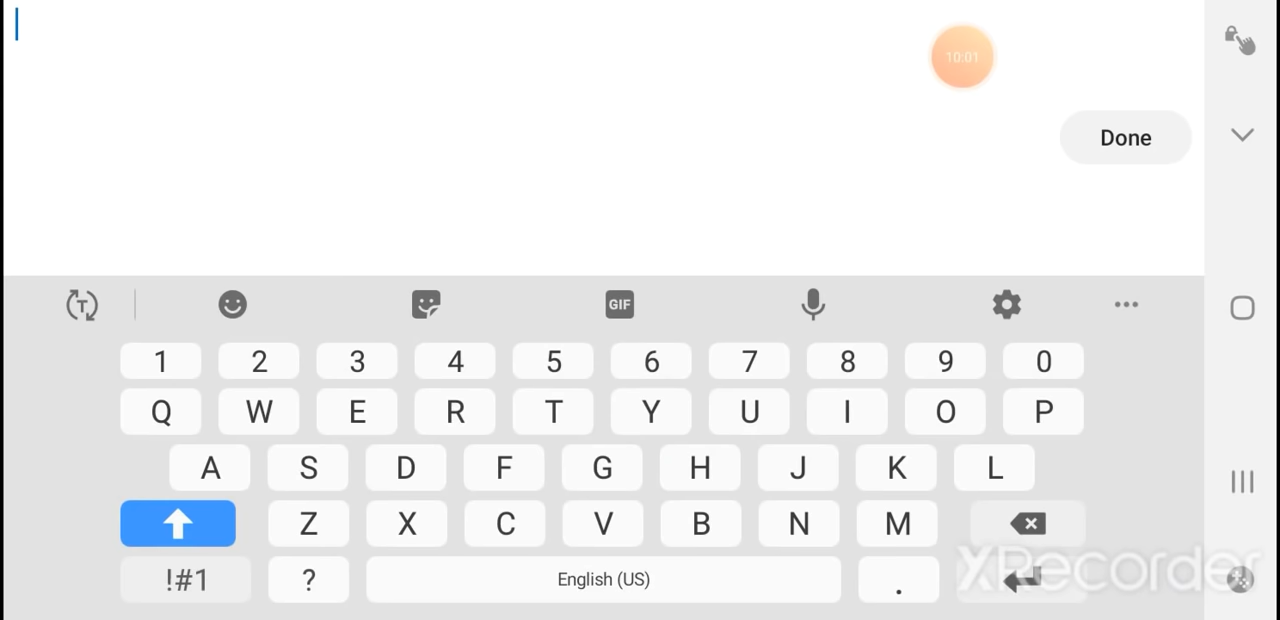 10:01
Done
GIF
1 2 3 4 5 6 7 8 9 0
Q W E R T Y U I O P
A S D F G H J K L
Z X C V B N M
!#1 ? English (US) .
XRecorder